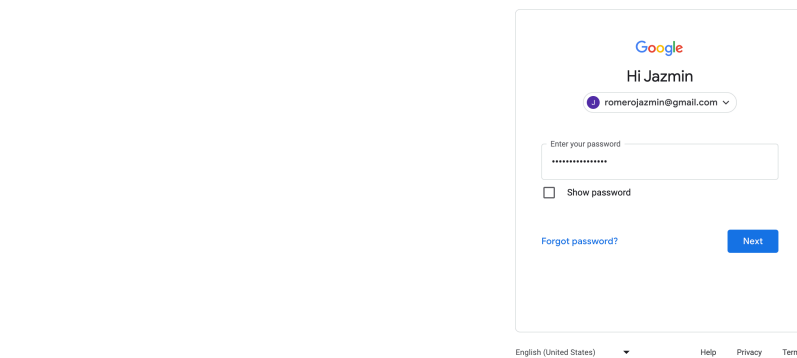 Google
Hi Jazmin
J romerojazmin@gmail.com
Enter your password
••••••••••••••••
Show password
Forgot password? Next
English (United States) Help Privacy Term